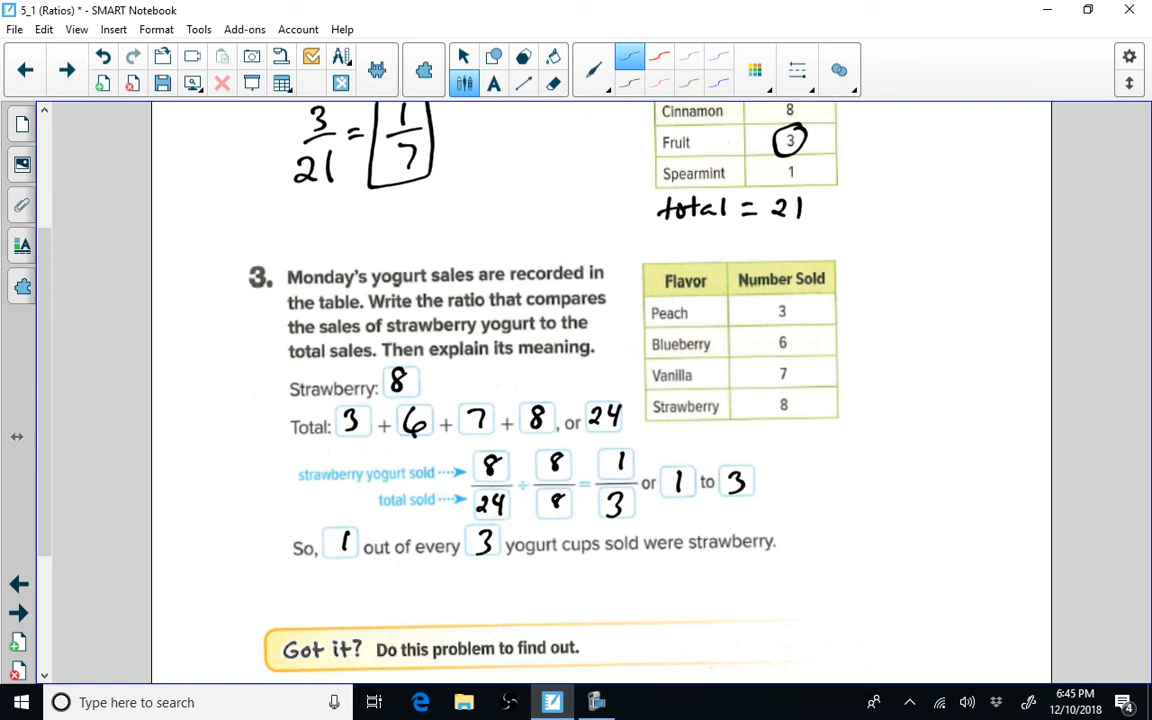 5_1 (Ratios) * - SMART Notebook
File Edit View Insert Format Tools Add-ons Account Help
3/21 = 1/7
Cinnamon 8
Fruit 3
Spearmint 1
total = 21
3. Monday's yogurt sales are recorded in
the table. Write the ratio that compares
the sales of strawberry yogurt to the
total sales. Then explain its meaning.
Flavor Number Sold
Peach 3
Blueberry 6
Vanilla 7
Strawberry 8
Strawberry: 8
Total: 3 + 6 + 7 + 8, or 24
strawberry yogurt sold 8 8 1
÷ = or 1 to 3
total sold 24 8 3
So, 1 out of every 3 yogurt cups sold were strawberry.
Got it? Do this problem to find out.
Type here to search
6:45 PM
12/10/2018
4